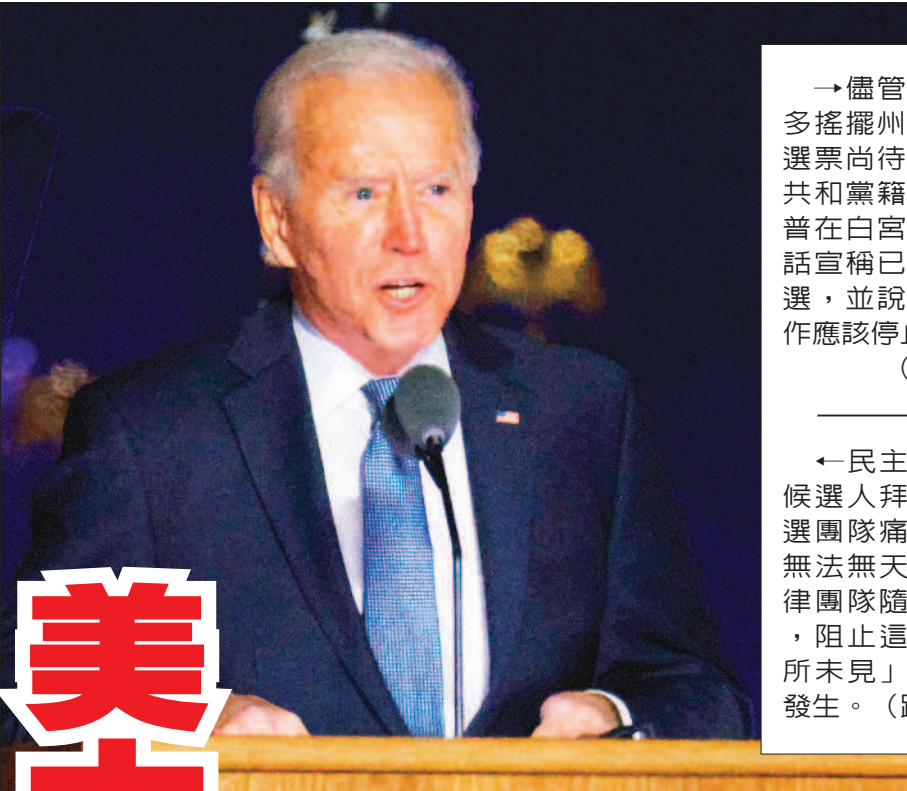 →儘管
多搖擺州
選票尚待
共和黨籍
普在白宮
話宣稱已
選，並說
作應該停
（
←民主
候選人拜
選團隊痛
無法無天
律團隊隨
，阻止這
所未見」
發生。（
美